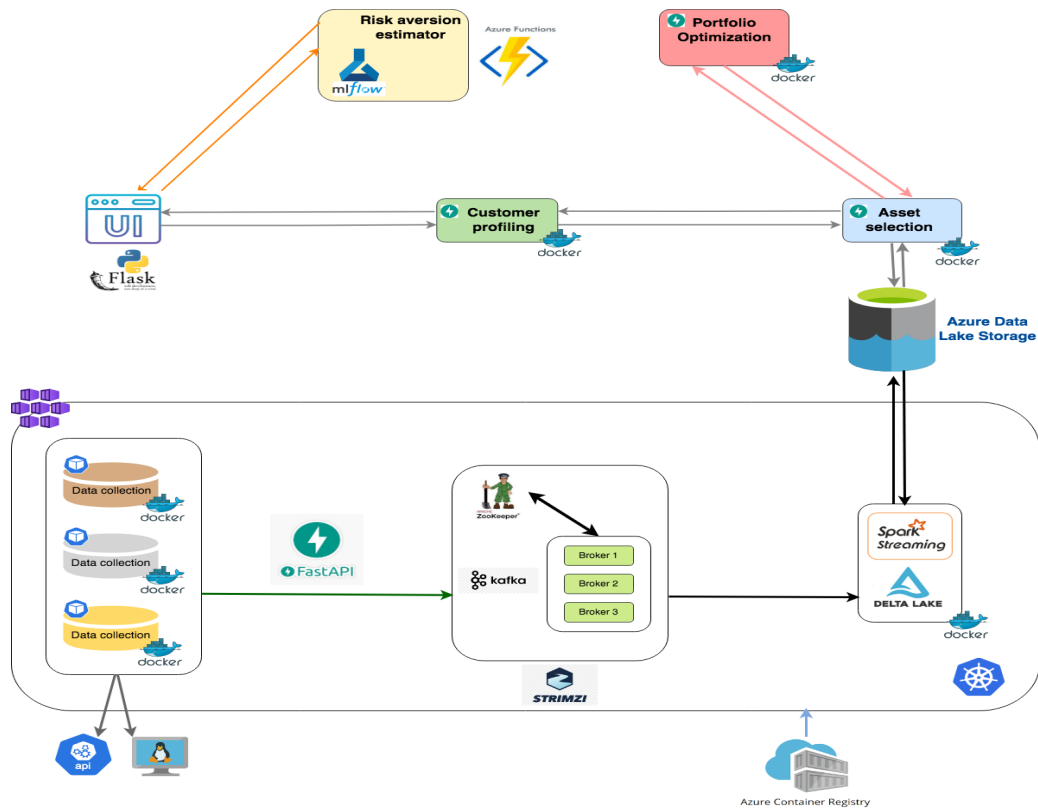 Risk aversion
estimator
mlflow
Azure Functions
Portfolio
Optimization
docker
UI
Flask
Customer
profiling
docker
Asset
selection
docker
Azure Data
Lake Storage
Data collection
docker
Data collection
docker
Data collection
docker
FastAPI
APACHE
ZooKeeper
kafka
Broker 1
Broker 2
Broker 3
STRIMZI
Spark
Streaming
DELTA LAKE
docker
api
Azure Container Registry